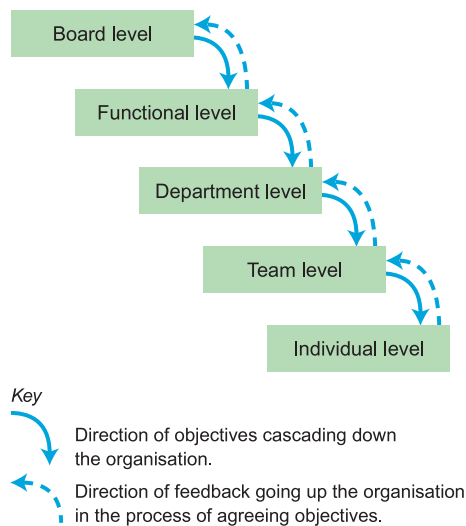 Board level
Functional level
Department level
Team level
Individual level
Key
Direction of objectives cascading down
the organisation.
Direction of feedback going up the organisation
in the process of agreeing objectives.